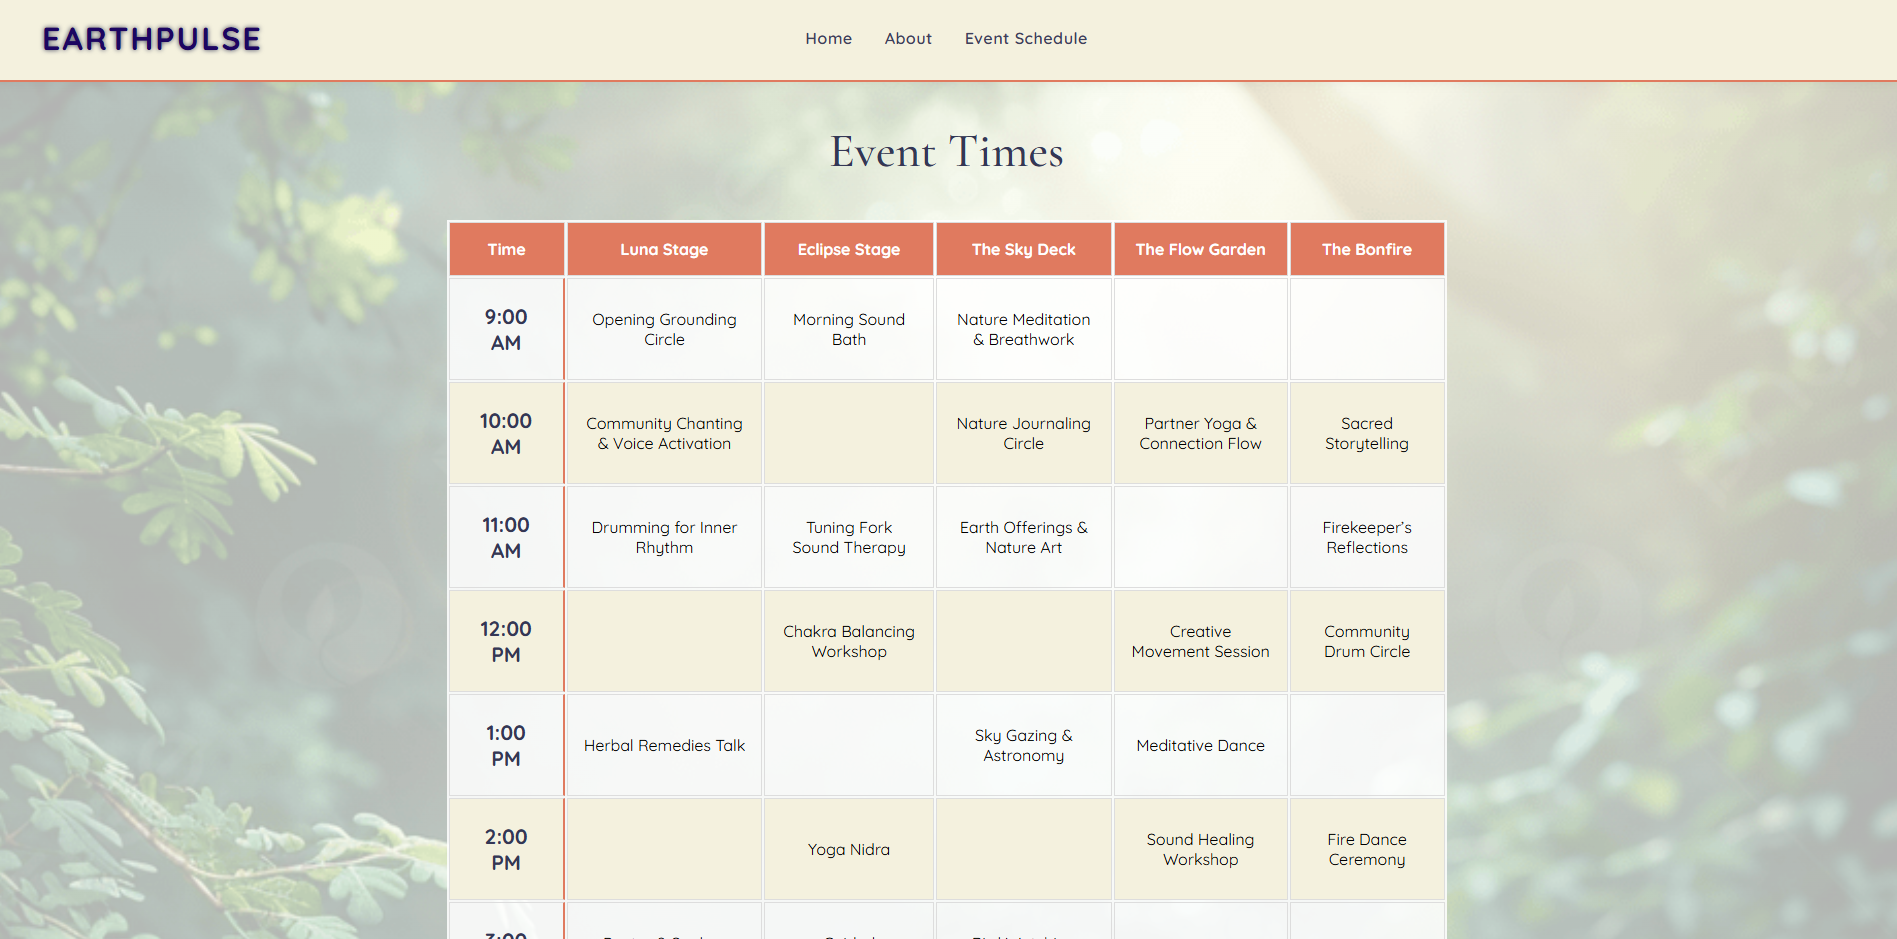 EARTHPULSE
Home About Event Schedule
Event Times
Time Luna Stage Eclipse Stage The Sky Deck The Flow Garden The Bonfire
9:00
AM
Opening Grounding
Circle
Morning Sound
Bath
Nature Meditation
& Breathwork
10:00
AM
Community Chanting
& Voice Activation
Nature Journaling
Circle
Partner Yoga &
Connection Flow
Sacred
Storytelling
11:00
AM
Drumming for Inner
Rhythm
Tuning Fork
Sound Therapy
Earth Offerings &
Nature Art
Firekeeper's
Reflections
12:00
PM
Chakra Balancing
Workshop
Creative
Movement Session
Community
Drum Circle
1:00
PM
Herbal Remedies Talk
Sky Gazing &
Astronomy
Meditative Dance
2:00
PM
Yoga Nidra
Sound Healing
Workshop
Fire Dance
Ceremony
3:00